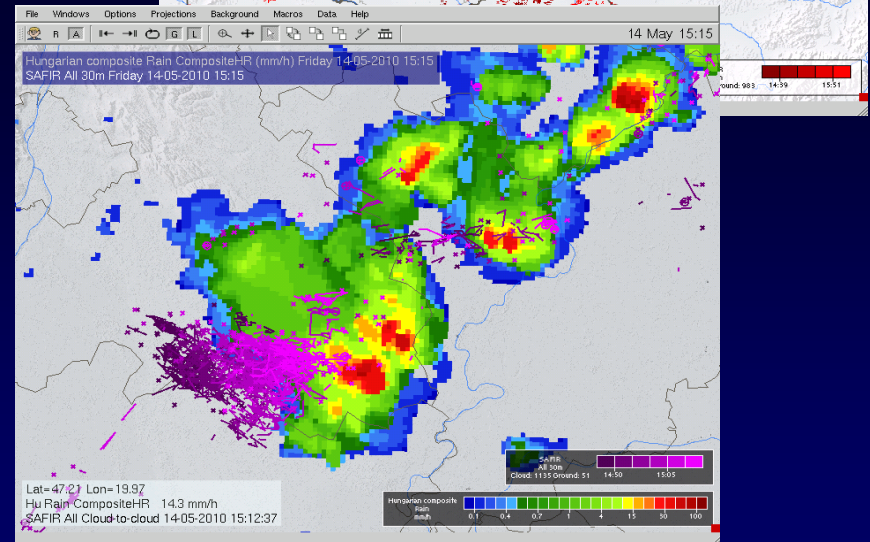 File Windows Options Projections Background Macros Data Help
R A G L 14 May 15:15
Hungarian composite Rain CompositeHR (mm/h) Friday 14-05-2010 15:15
SAFIR All 30m Friday 14-05-2010 15:15
round: 983 14:39 15:51
SAFIR
All 30m
Cloud: 1135 Ground: 51 14:50 15:05
Lat=47.21 Lon=19.97
Hu Rain CompositeHR 14.3 mm/h
SAFIR All Cloud-to-cloud 14-05-2010 15:12:37
Hungarian composite
Rain
mm/h
0.1 0.4 0.7 1 4 15 30 100